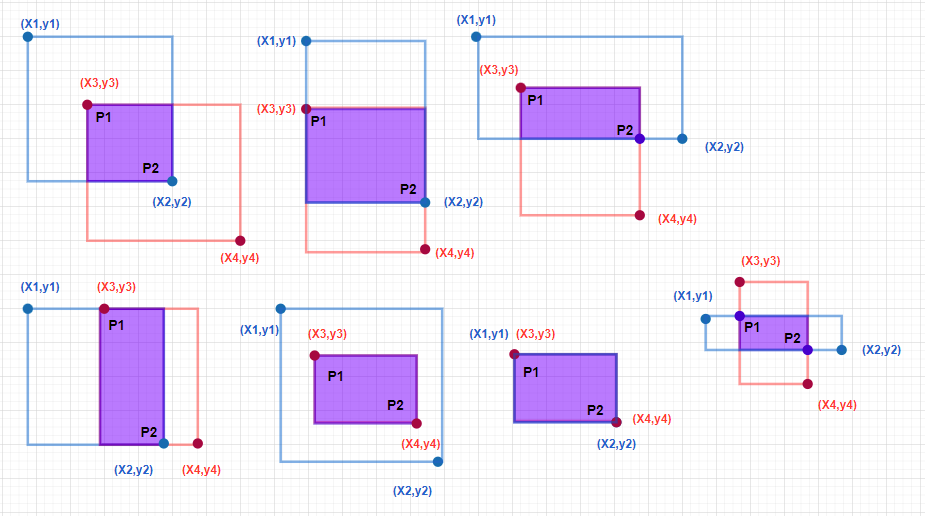 (X1,y1)
(X3,y3)
P1
P2
(X2,y2)
(X4,y4)
(X1,y1)
(X3,y3)
P1
P2
(X2,y2)
(X4,y4)
(X1,y1)
(X3,y3)
P1
P2
(X2,y2)
(X4,y4)
(X1,y1)
(X3,y3)
P1
P2
(X2,y2)
(X4,y4)
(X1,y1)
(X3,y3)
P1
P2
(X4,y4)
(X2,y2)
(X1,y1)
(X3,y3)
P1
P2
(X4,y4)
(X2,y2)
(X3,y3)
(X1,y1)
P1
P2
(X2,y2)
(X4,y4)